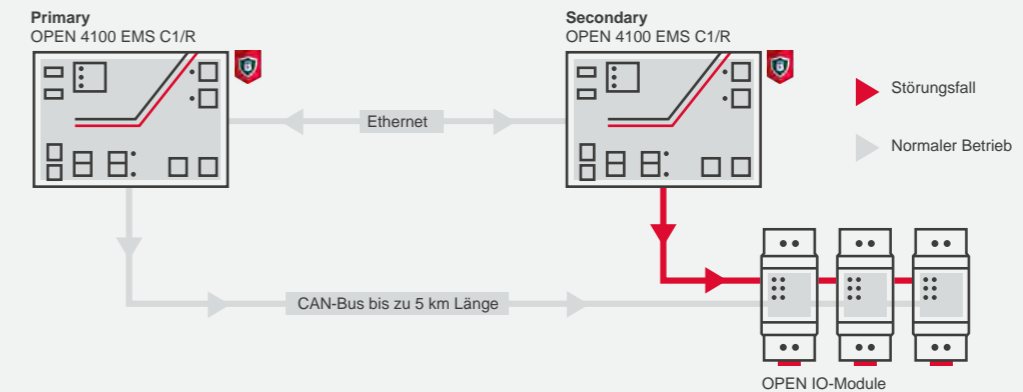 Primary
OPEN 4100 EMS C1/R
Secondary
OPEN 4100 EMS C1/R
Störungsfall
Ethernet
Normaler Betrieb
CAN-Bus bis zu 5 km Länge
OPEN IO-Module